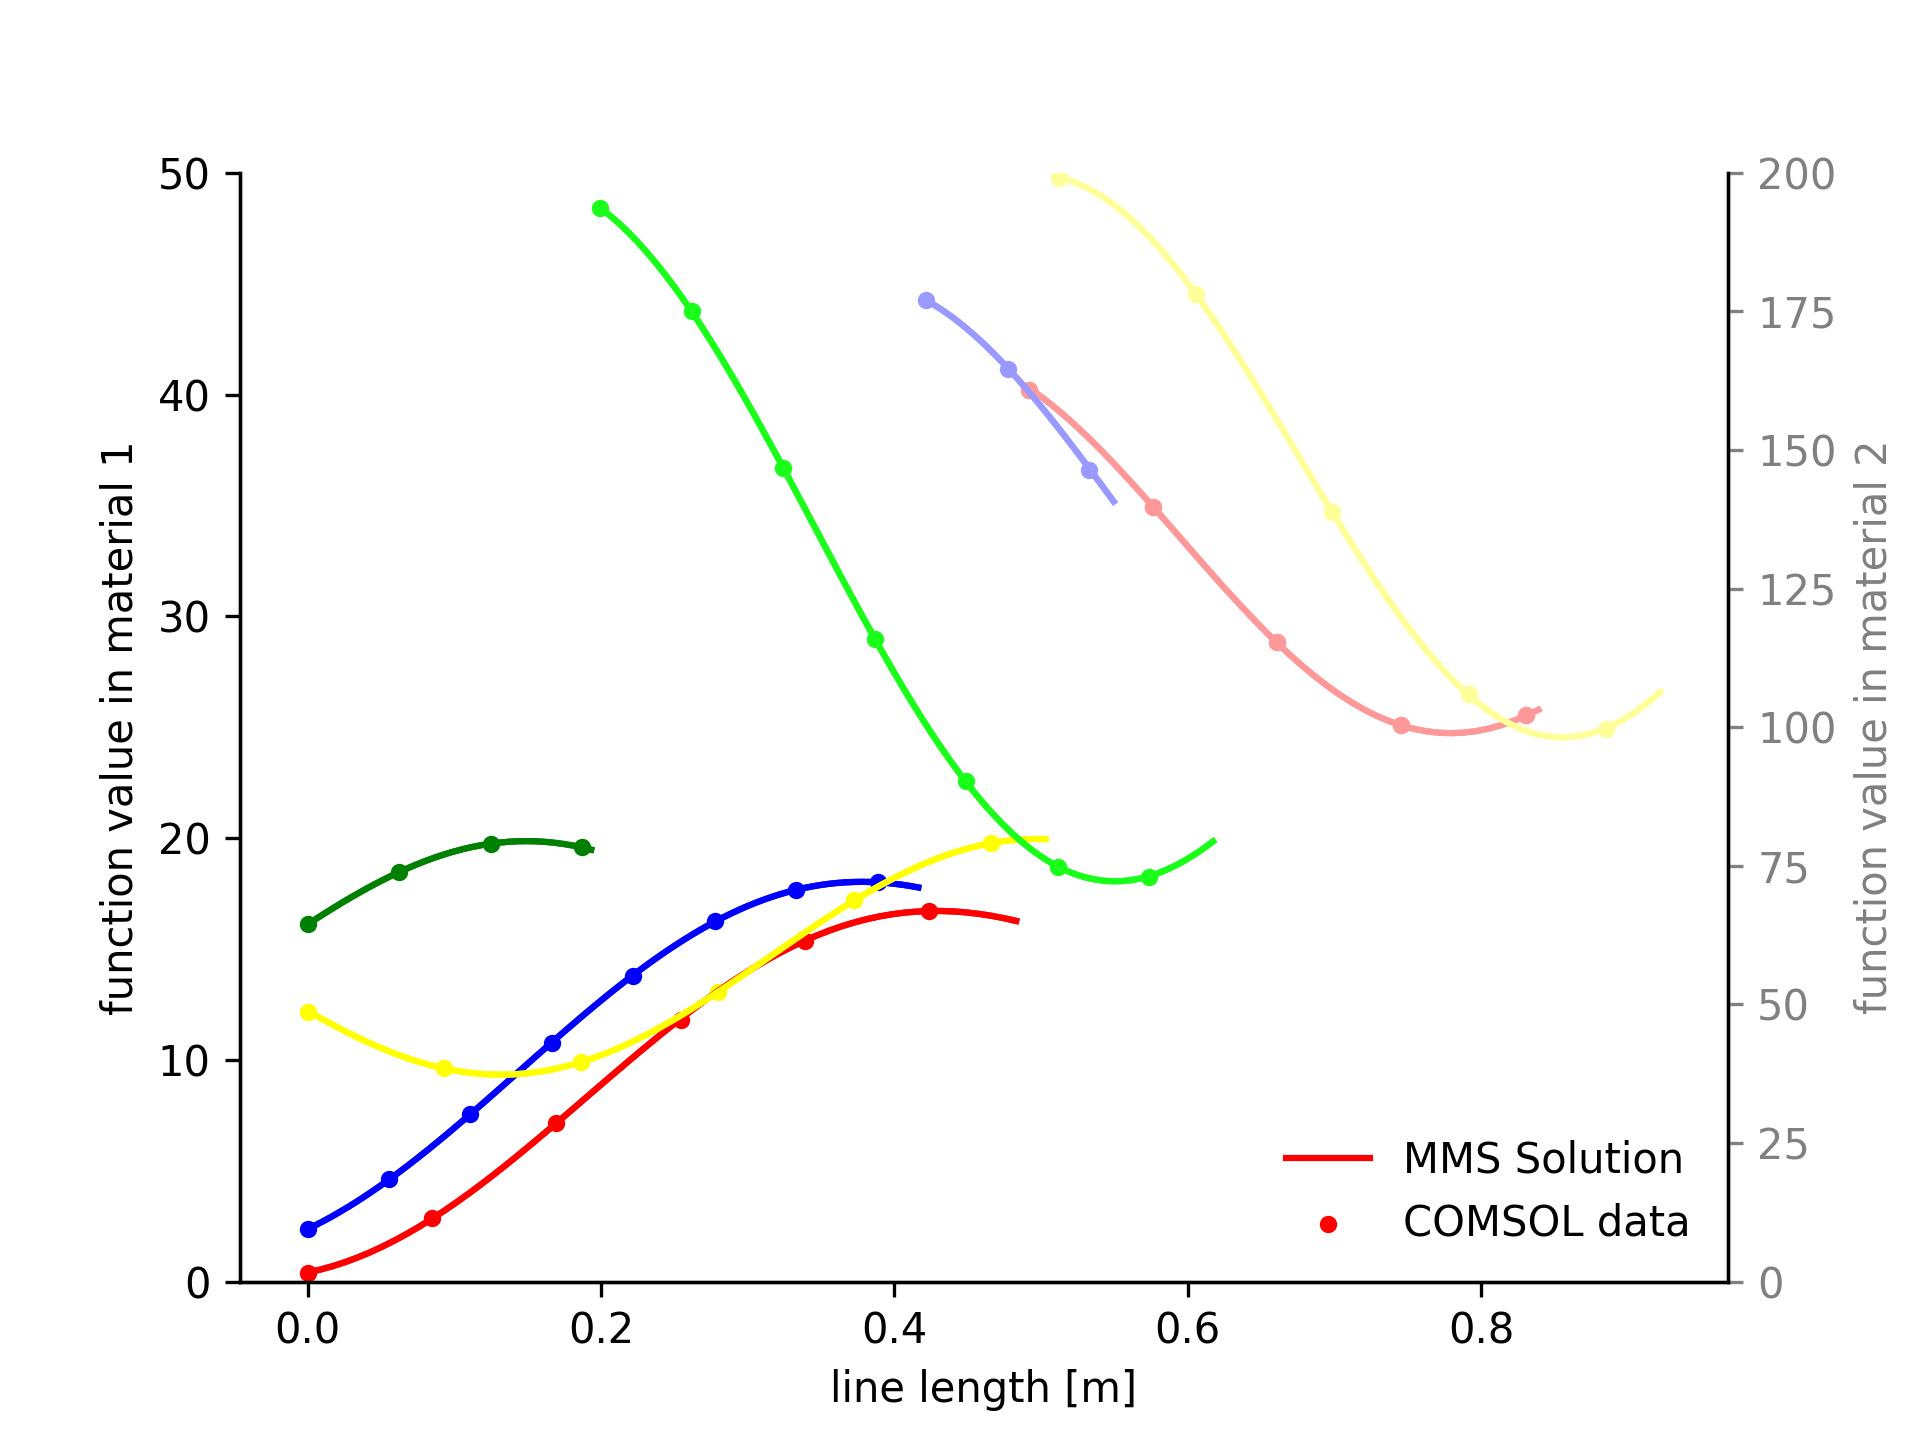 50
40
30
20
10
0
function value in material 1
200
175
150
125
100
75
50
25
0
function value in material 2
MMS Solution
COMSOL data
0.0 0.2 0.4 0.6 0.8
line length [m]